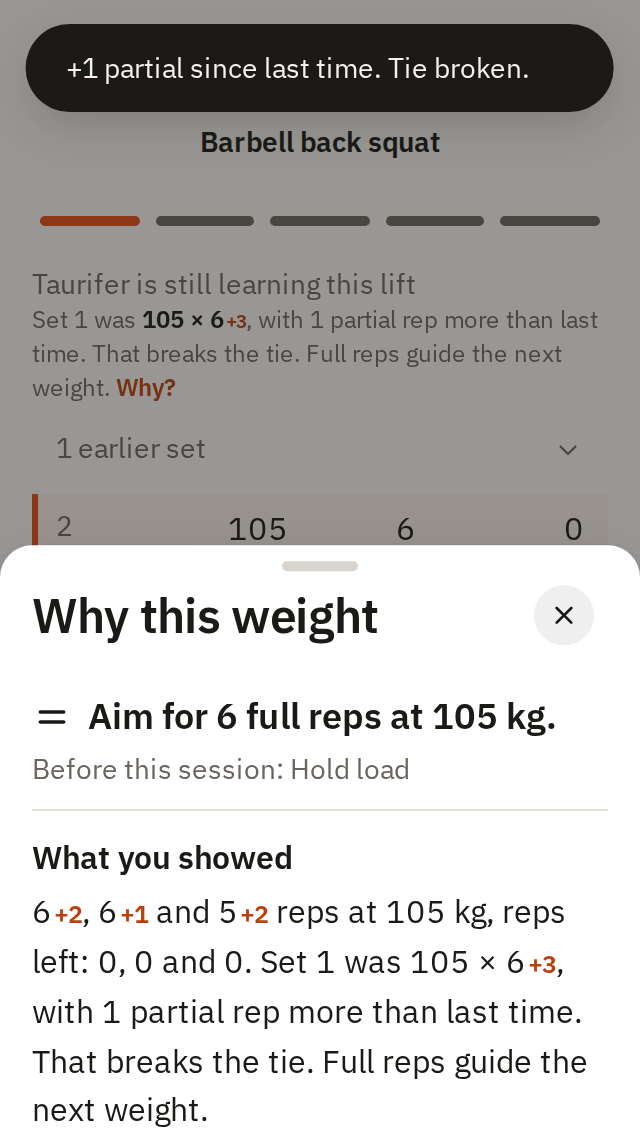 +1 partial since last time. Tie broken.
Barbell back squat
Taurifer is still learning this lift
Set 1 was 105 × 6 +3, with 1 partial rep more than last
time. That breaks the tie. Full reps guide the next
weight. Why?
1 earlier set
2 105 6 0
Why this weight
= Aim for 6 full reps at 105 kg.
Before this session: Hold load
What you showed
6 +2, 6 +1 and 5 +2 reps at 105 kg, reps
left: 0, 0 and 0. Set 1 was 105 × 6 +3,
with 1 partial rep more than last time.
That breaks the tie. Full reps guide the
next weight.